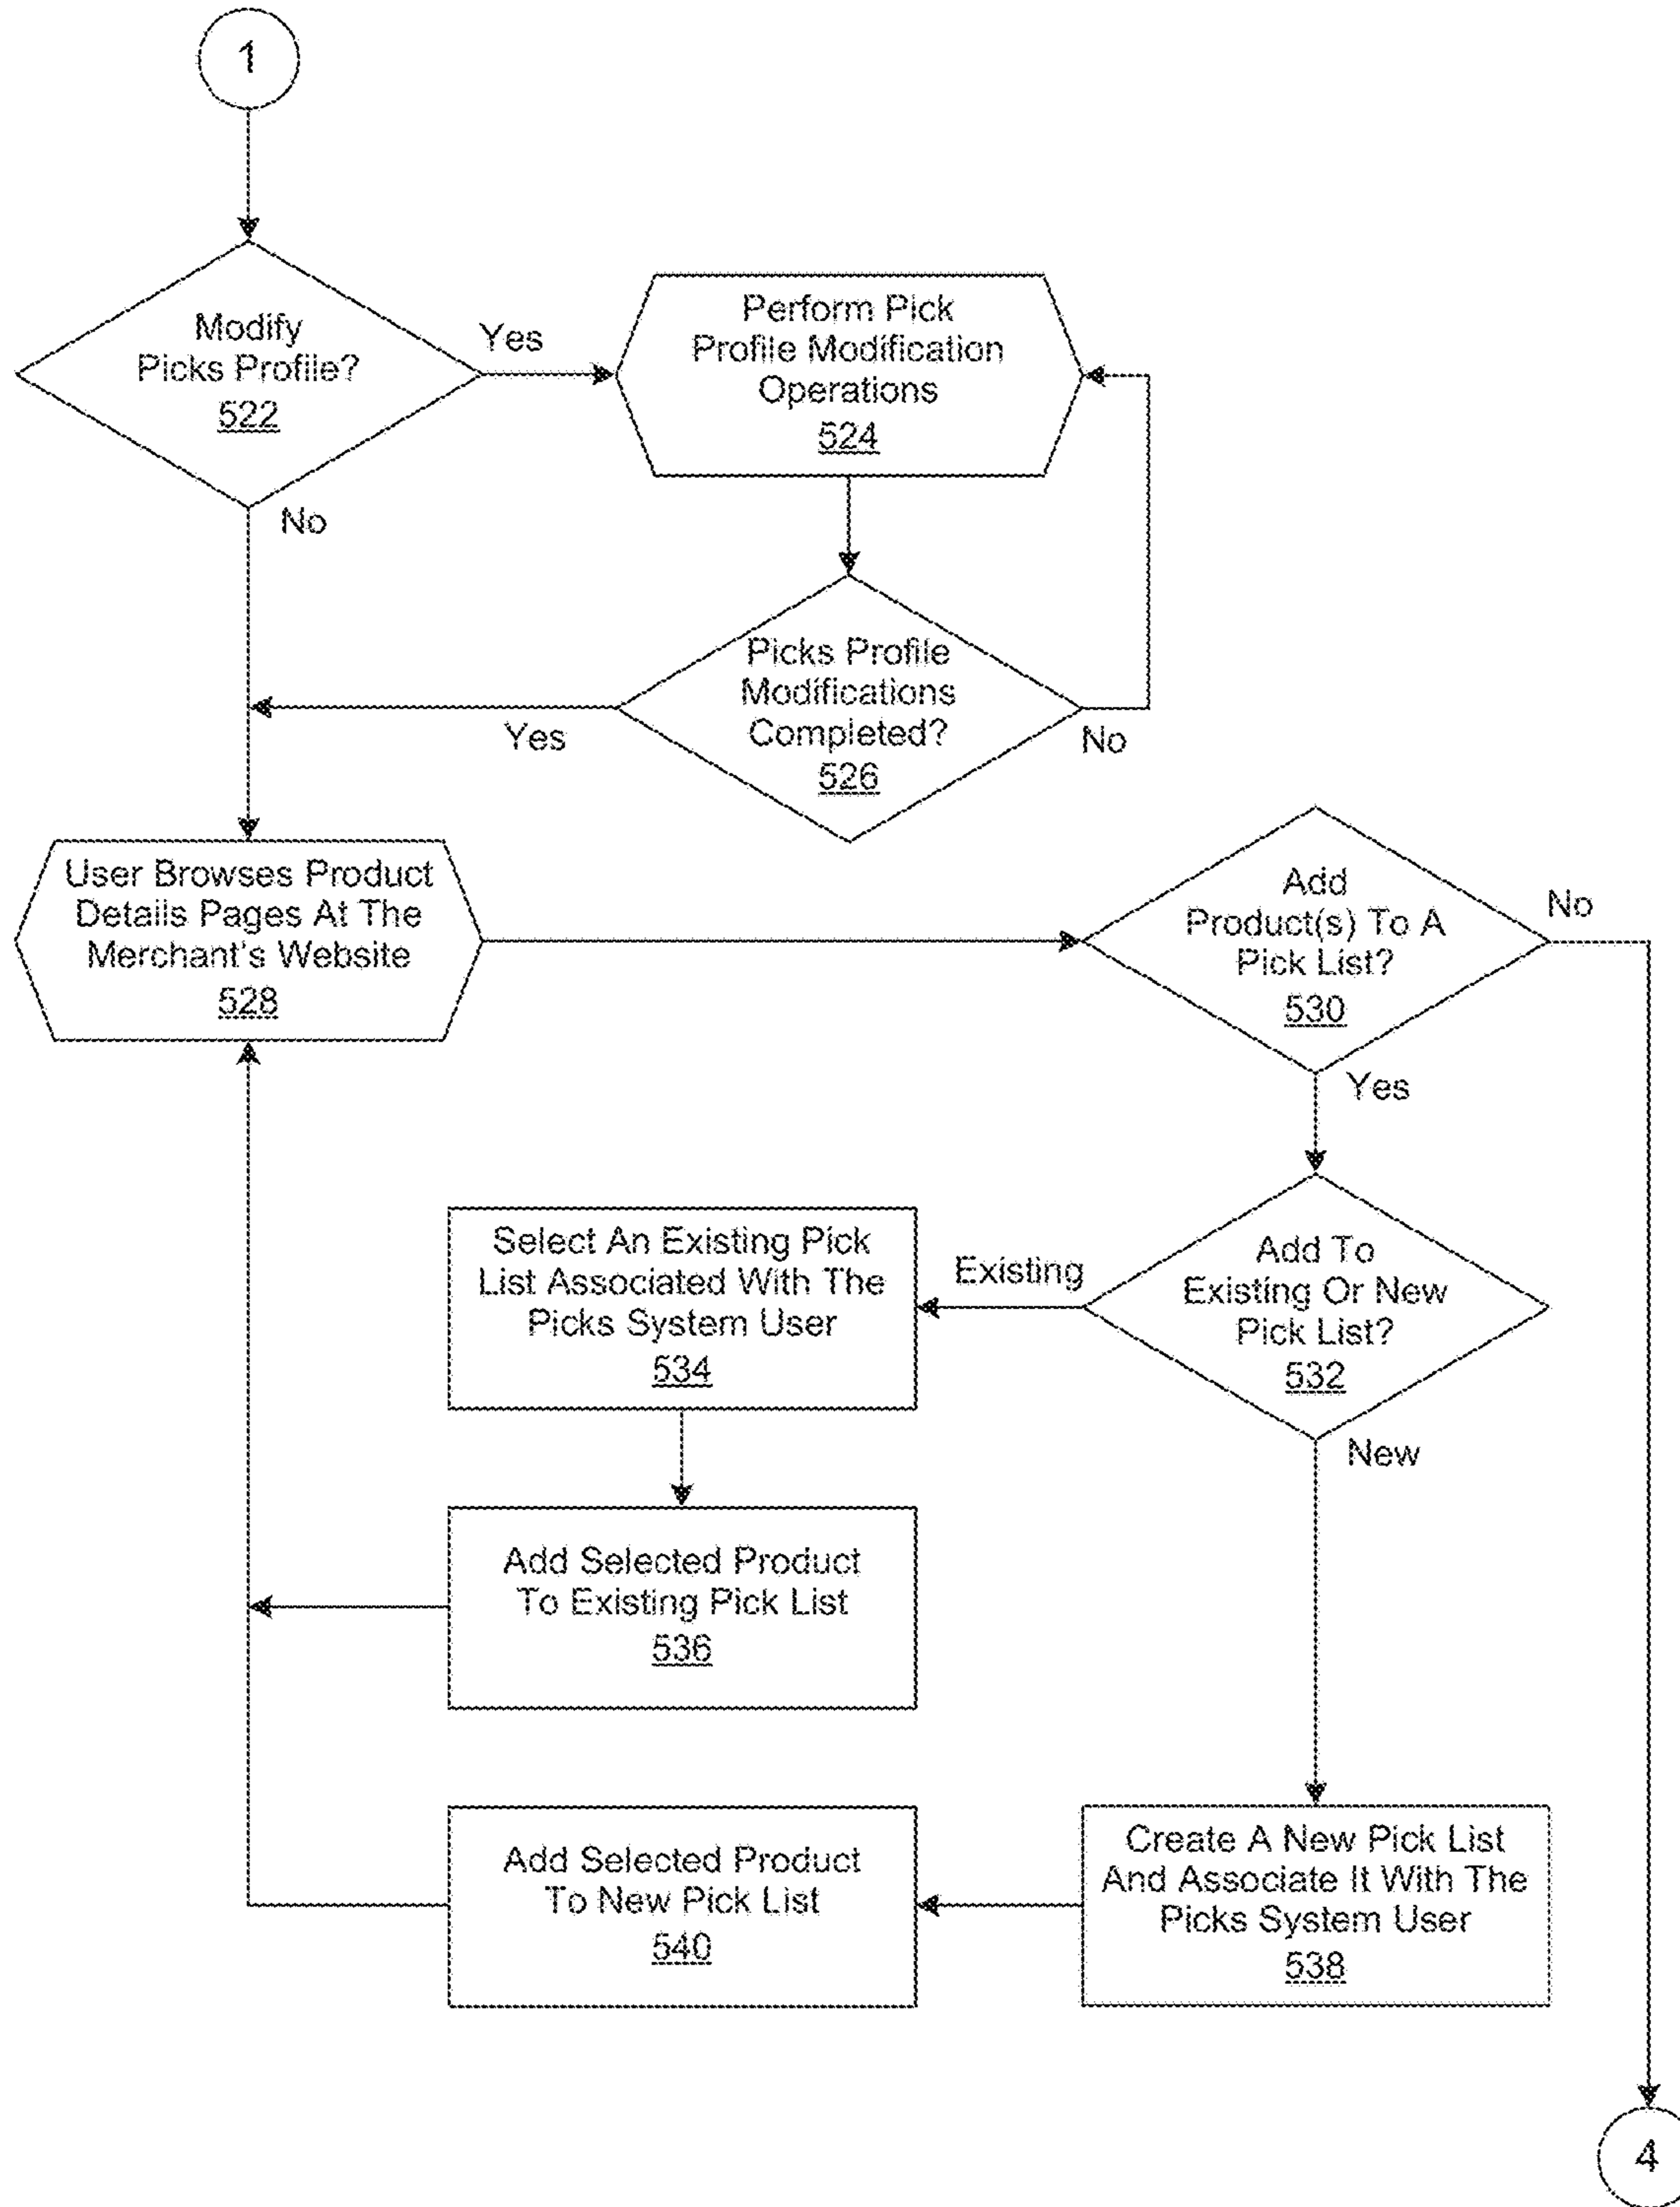 1
Modify
Picks Profile?
522
Yes
No
Perform Pick
Profile Modification
Operations
524
Picks Profile
Modifications
Completed?
526
Yes
No
User Browses Product
Details Pages At The
Merchant's Website
528
Add
Product(s) To A
Pick List?
530
No
Yes
Add To
Existing Or New
Pick List?
532
Existing
New
Select An Existing Pick
List Associated With The
Picks System User
534
Add Selected Product
To Existing Pick List
536
Create A New Pick List
And Associate It With The
Picks System User
538
Add Selected Product
To New Pick List
540
4